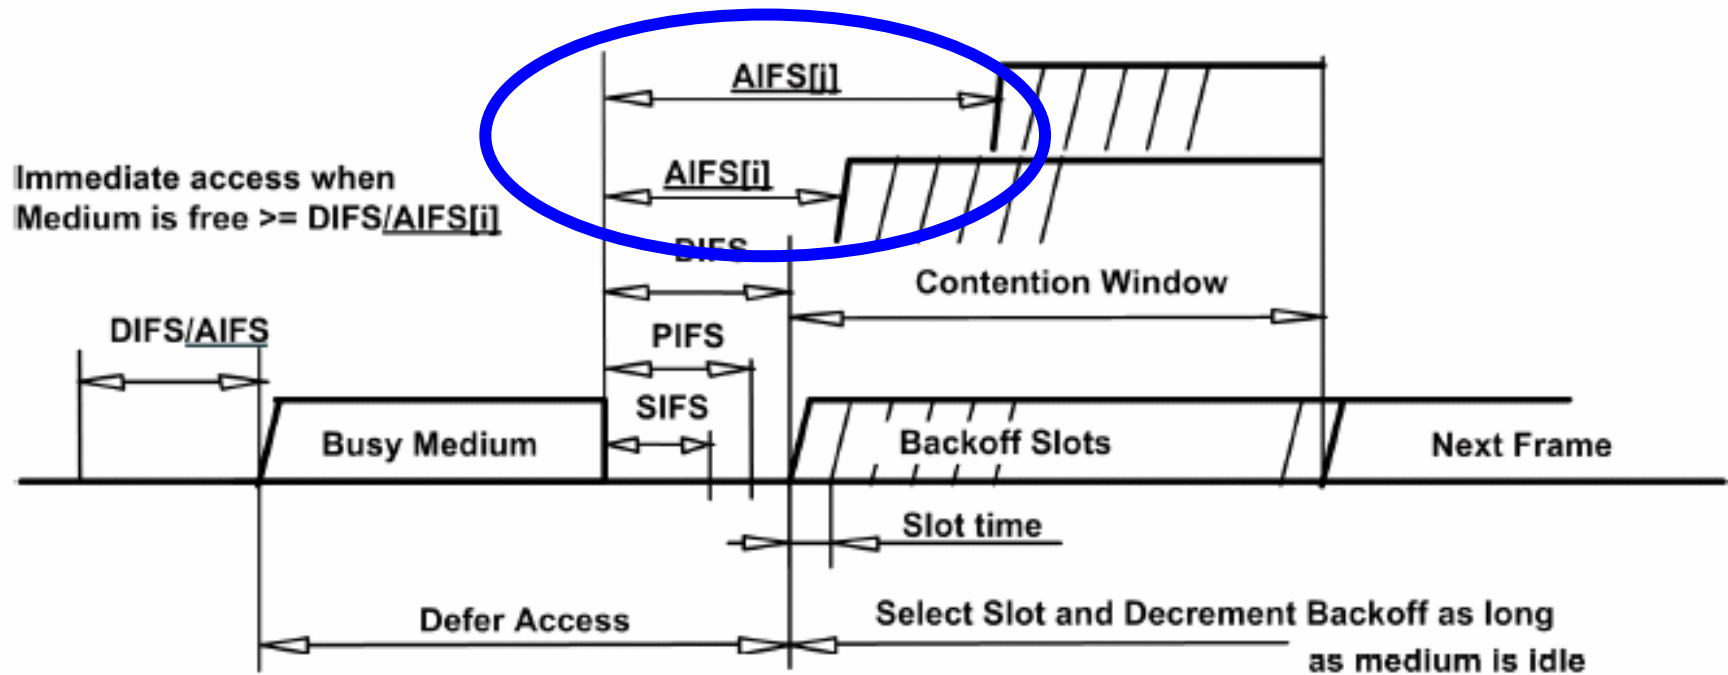 AIFS[j]
AIFS[i]
Immediate access when
Medium is free >= DIFS/AIFS[i]
DIFS
Contention Window
DIFS/AIFS
PIFS
SIFS
Busy Medium
Backoff Slots
Next Frame
Slot time
Defer Access
Select Slot and Decrement Backoff as long
as medium is idle